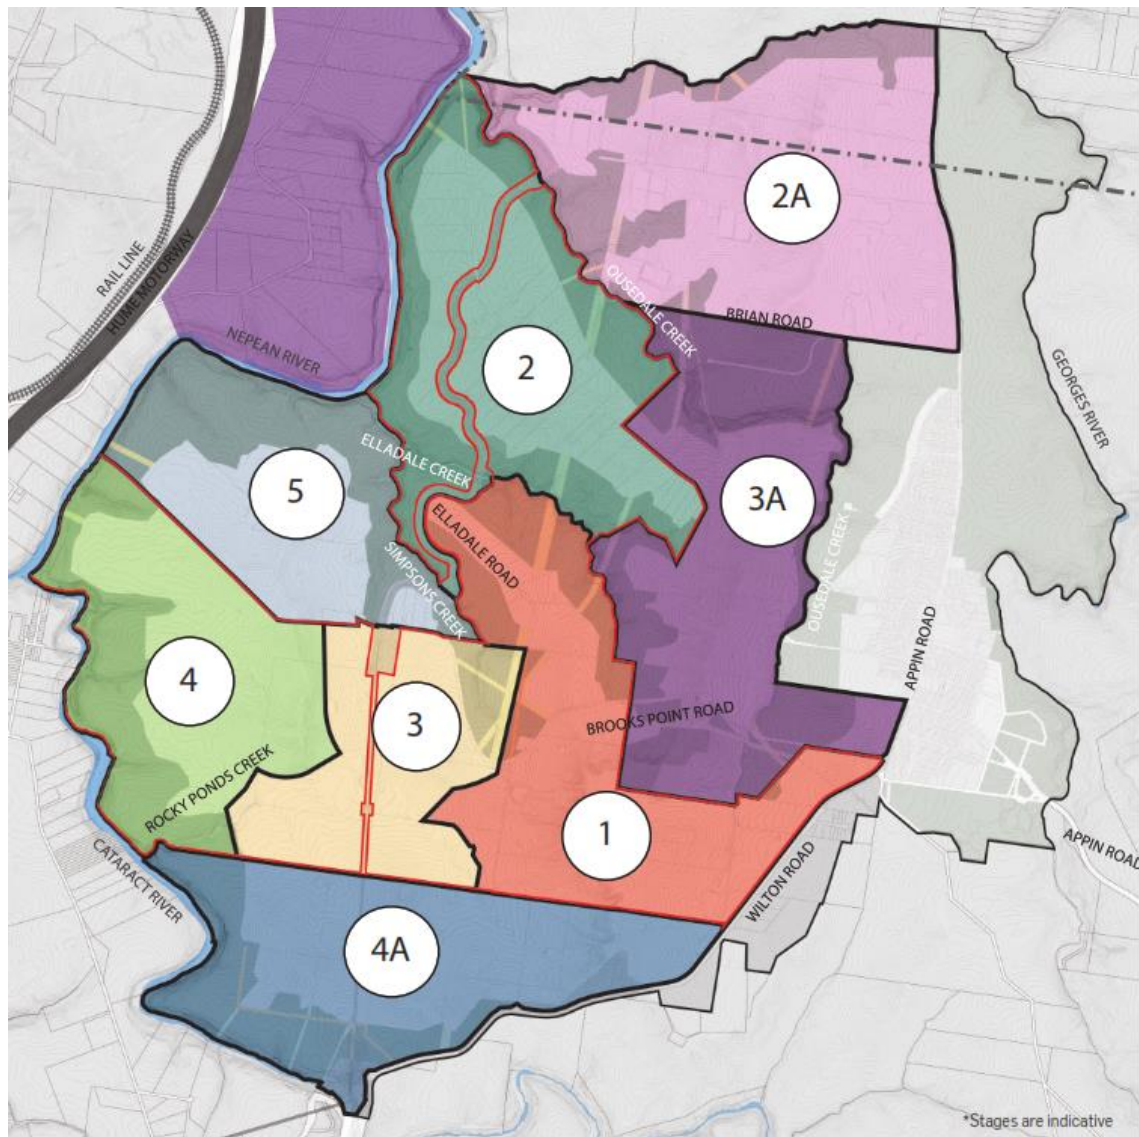 2A
RAIL LINE
HUME MOTORWAY
OUSEDALE CREEK
BRIAN ROAD
NEPEAN RIVER
2
GEORGES RIVER
ELLADALE CREEK
5
3A
ELLADALE ROAD
SIMPSONS CREEK
OUSEDALE CREEK
APPIN ROAD
4
3
BROOKS POINT ROAD
ROCKY PONDS CREEK
1
CATARACT RIVER
WILTON ROAD
APPIN ROAD
4A
*Stages are indicative